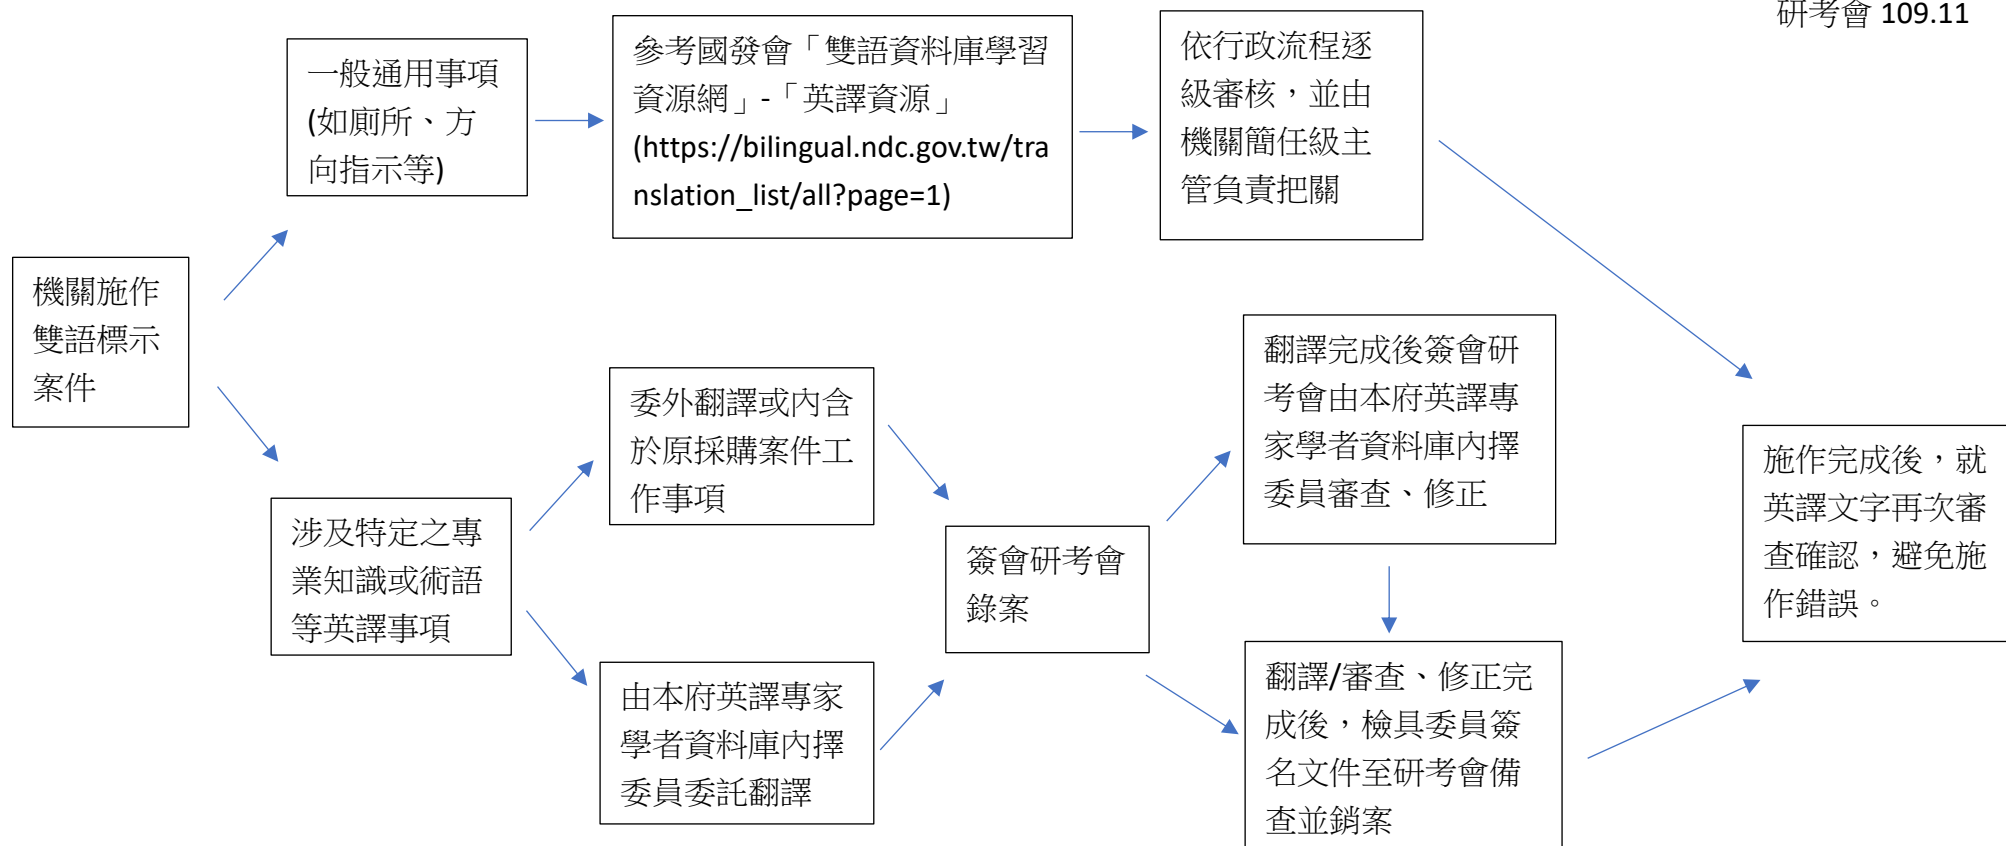 研考會 109.11
一般通用事項
(如廁所、方
向指示等)
參考國發會「雙語資料庫學習
資源網」-「英譯資源」
(https://bilingual.ndc.gov.tw/tra
nslation_list/all?page=1)
依行政流程逐
級審核，並由
機關簡任級主
管負責把關
機關施作
雙語標示
案件
涉及特定之專
業知識或術語
等英譯事項
委外翻譯或內含
於原採購案件工
作事項
由本府英譯專家
學者資料庫內擇
委員委託翻譯
簽會研考會
錄案
翻譯完成後簽會研
考會由本府英譯專
家學者資料庫內擇
委員審查、修正
翻譯/審查、修正完
成後，檢具委員簽
名文件至研考會備
查並銷案
施作完成後，就
英譯文字再次審
查確認，避免施
作錯誤。